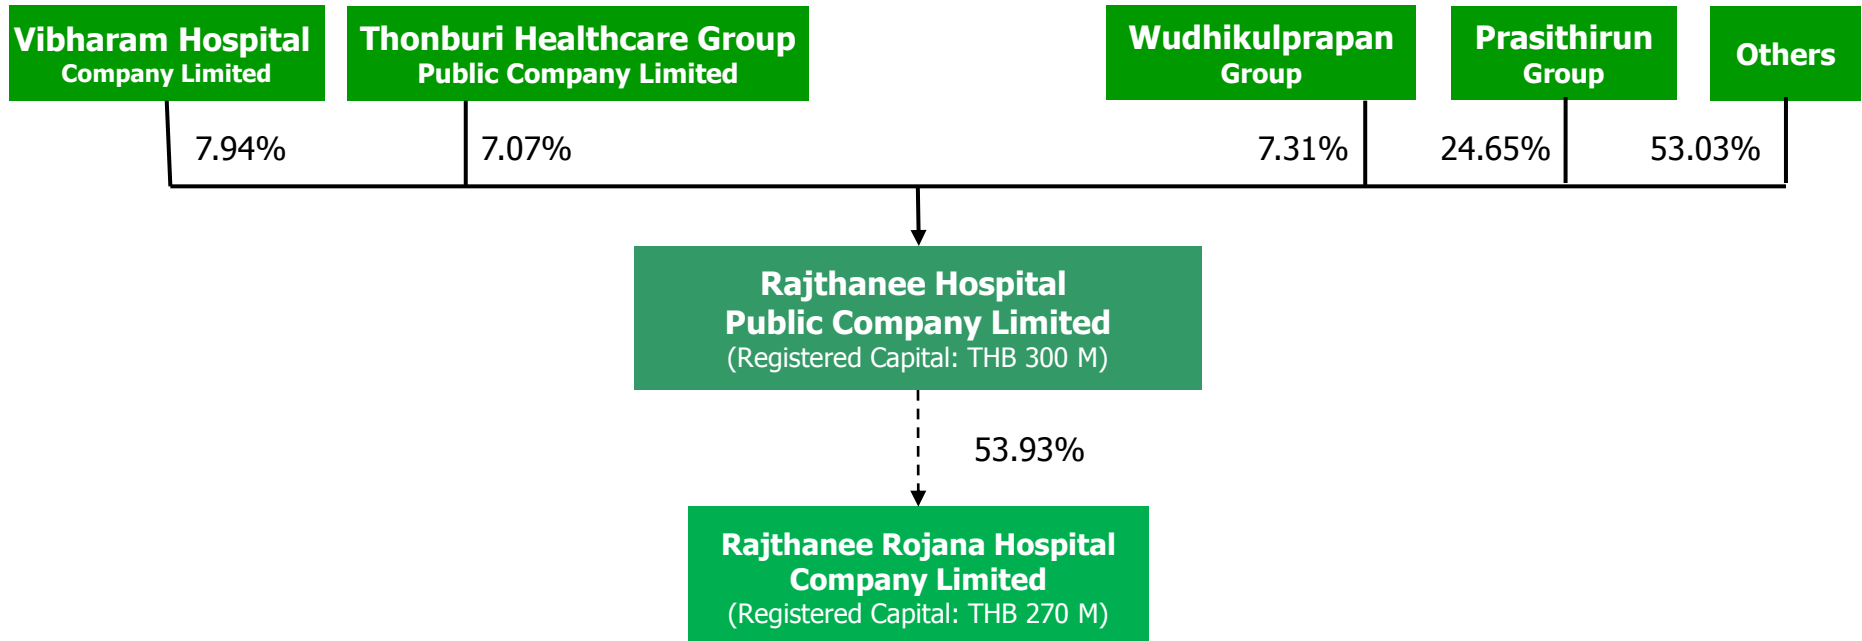 Vibharam Hospital
Company Limited
Thonburi Healthcare Group
Public Company Limited
Wudhikulprapan
Group
Prasithirun
Group
Others
7.94%
7.07%
7.31%
24.65%
53.03%
Rajthanee Hospital
Public Company Limited
(Registered Capital: THB 300 M)
53.93%
Rajthanee Rojana Hospital
Company Limited
(Registered Capital: THB 270 M)